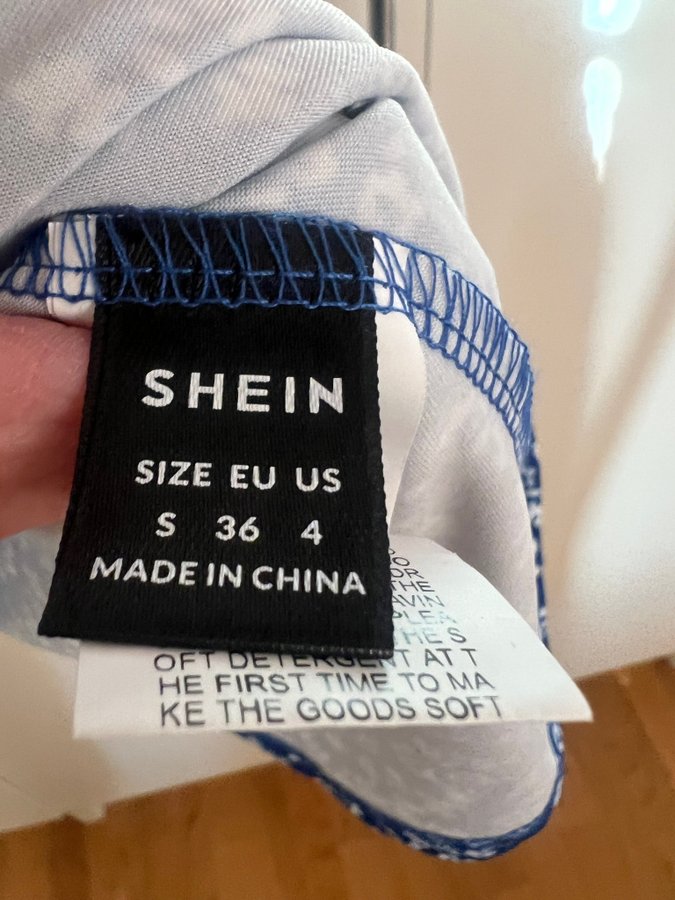 SHEIN
SIZE EU US
S 36 4
MADE IN CHINA
HE S
OFT DETERGENT AT T
HE FIRST TIME TO MA
KE THE GOODS SOFT